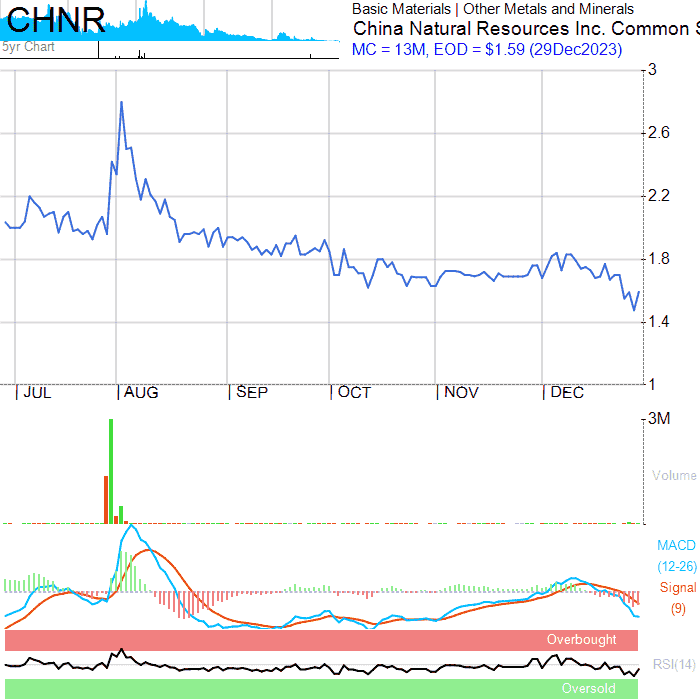 CHNR
5yr Chart
Basic Materials | Other Metals and Minerals
China Natural Resources Inc. Common S
MC = 13M, EOD = $1.59 (29Dec2023)
3
2.6
2.2
1.8
1.4
1
JUL
AUG
SEP
OCT
NOV
DEC
3M
Volume
MACD
(12-26)
Signal
(9)
Overbought
RSI(14)
Oversold